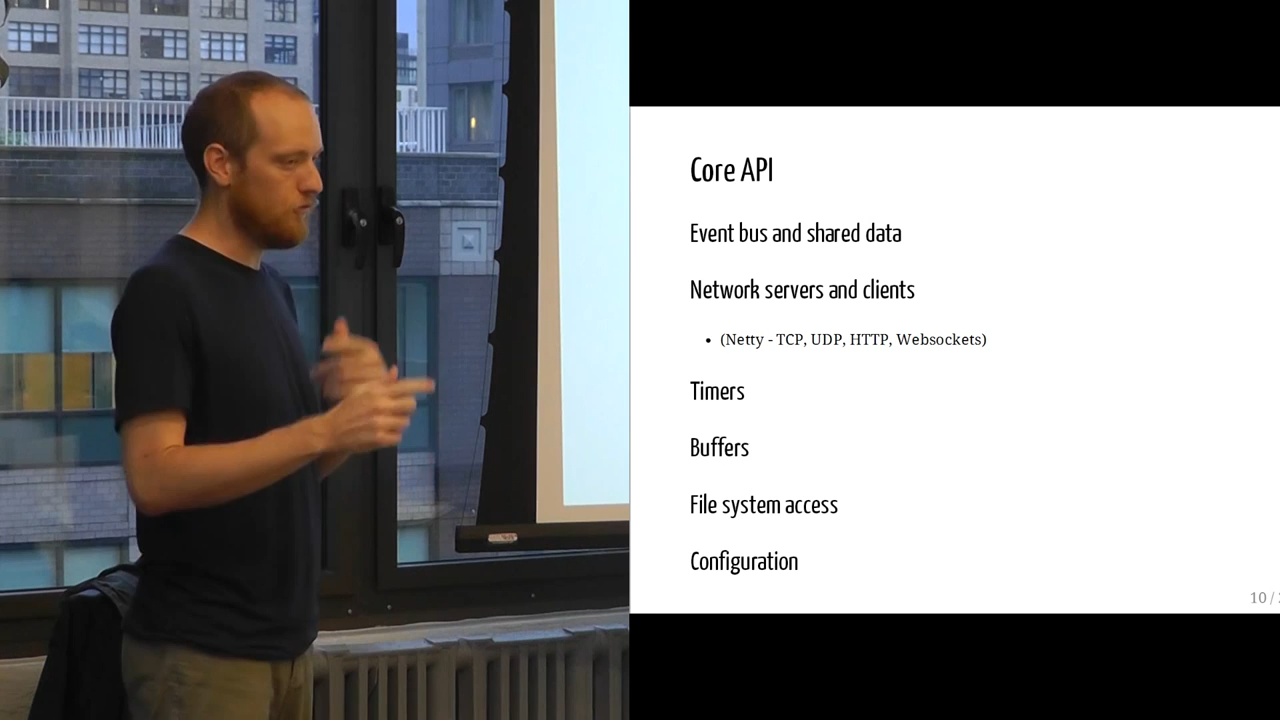 Core API
Event bus and shared data
Network servers and clients
• (Netty - TCP, UDP, HTTP, Websockets)
Timers
Buffers
File system access
Configuration
10 /